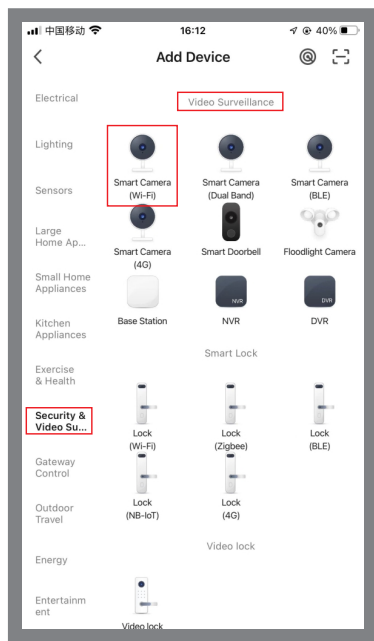 中国移动
16:12
40%
Add Device
Electrical
Lighting
Sensors
Large
Home Ap...
Small Home
Appliances
Kitchen
Appliances
Exercise
& Health
Security &
Video Su...
Gateway
Control
Outdoor
Travel
Energy
Entertainm
ent
Video Surveillance
Smart Camera
(Wi-Fi)
Smart Camera
(Dual Band)
Smart Camera
(BLE)
Smart Camera
(4G)
Smart Doorbell
Floodlight Camera
Base Station
NVR
NVR
DVR
DVR
Smart Lock
Lock
(Wi-Fi)
Lock
(Zigbee)
Lock
(BLE)
Lock
(NB-IoT)
Lock
(4G)
Video lock
Video lock